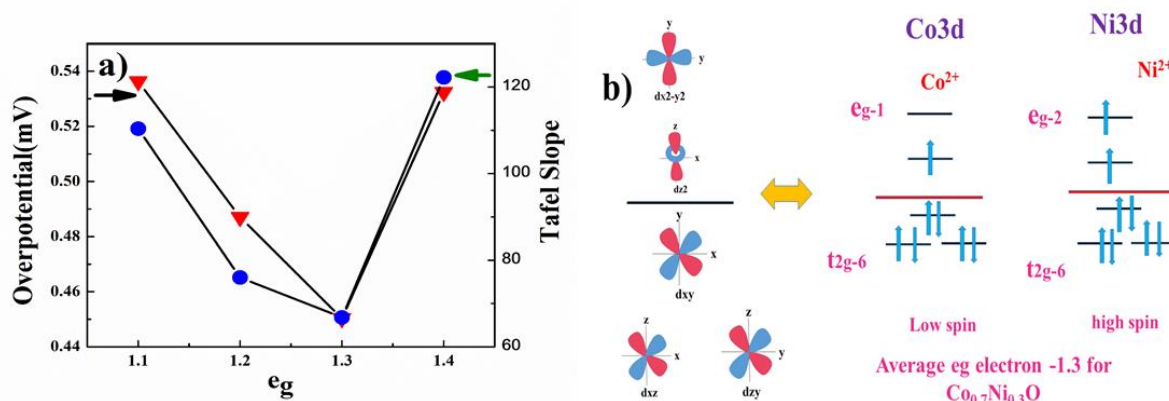 a)
0.54
0.52
0.50
0.48
0.46
0.44
Overpotential(mV)
1.1 1.2 1.3 1.4
eg
120
100
80
60
Tafel Slope
b)
y
y
dx2-y2
z
x
dz2
y
x
dxy
z
x
dxz
z
y
dzy
Co3d Ni3d
Co2+ Ni2+
eg-1 eg-2
t2g-6 t2g-6
Low spin high spin
Average eg electron -1.3 for
Co0.7Ni0.3O